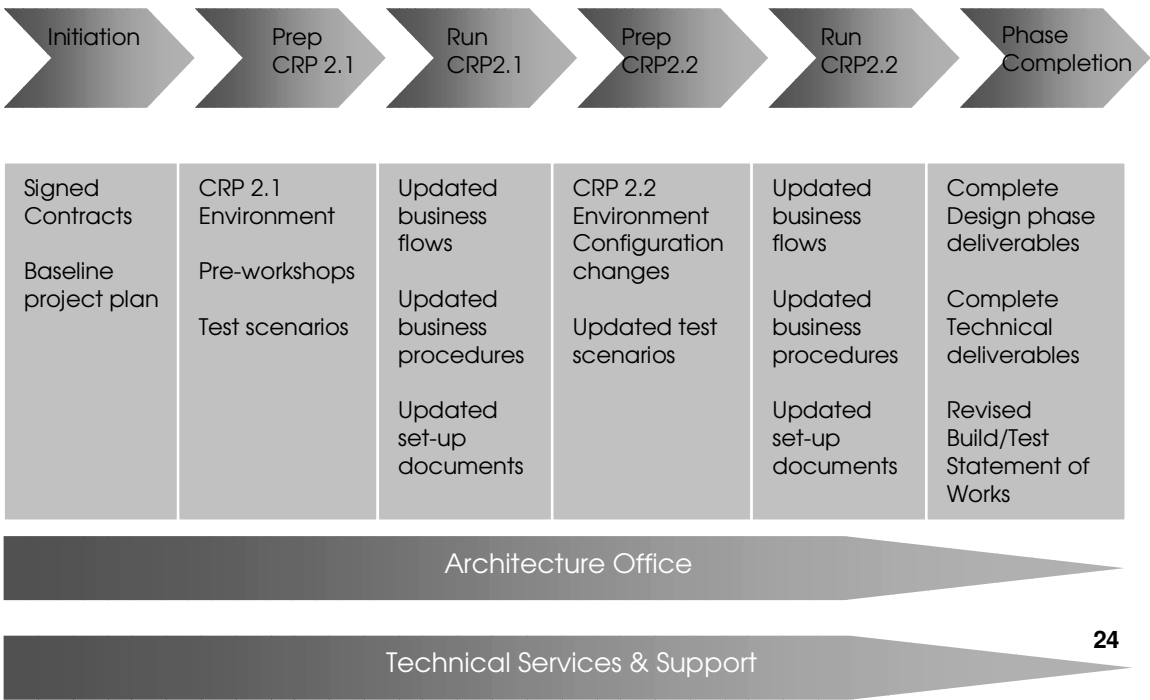 Initiation
Prep
CRP 2.1
Run
CRP2.1
Prep
CRP2.2
Run
CRP2.2
Phase
Completion
Signed
Contracts
Baseline
project plan
CRP 2.1
Environment
Pre-workshops
Test scenarios
Updated
business
flows
Updated
business
procedures
Updated
set-up
documents
CRP 2.2
Environment
Configuration
changes
Updated test
scenarios
Updated
business
flows
Updated
business
procedures
Updated
set-up
documents
Complete
Design phase
deliverables
Complete
Technical
deliverables
Revised
Build/Test
Statement of
Works
Architecture Office
24
Technical Services & Support